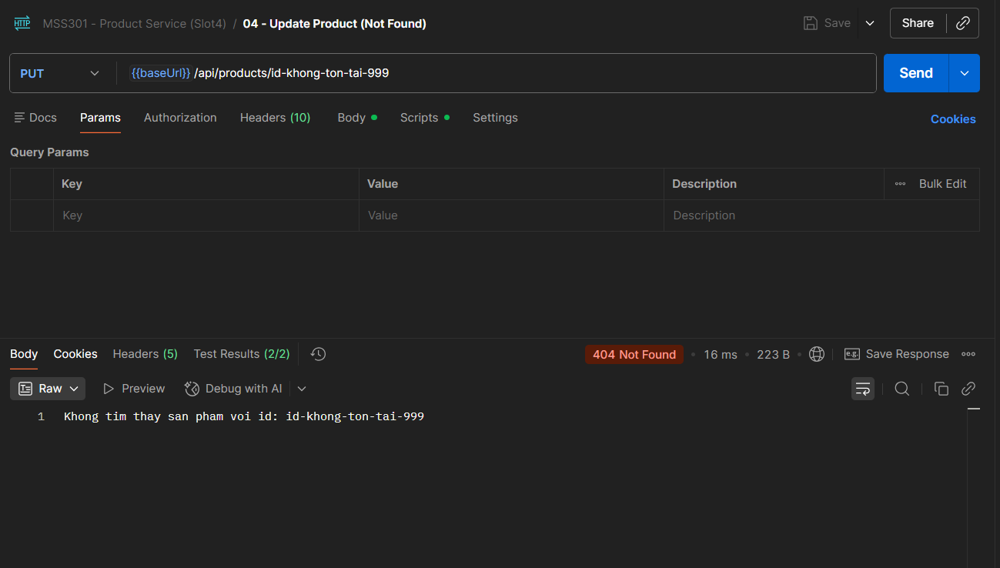 HTTP MSS301 - Product Service (Slot4) / 04 - Update Product (Not Found) Save Share
PUT {{baseUrl}} /api/products/id-khong-ton-tai-999 Send
Docs Params Authorization Headers (10) Body Scripts Settings Cookies
Query Params
Key Value Description Bulk Edit
Key Value Description
Body Cookies Headers (5) Test Results (2/2) 404 Not Found 16 ms 223 B e.g. Save Response
Raw Preview Debug with AI
1 Khong tim thay san pham voi id: id-khong-ton-tai-999